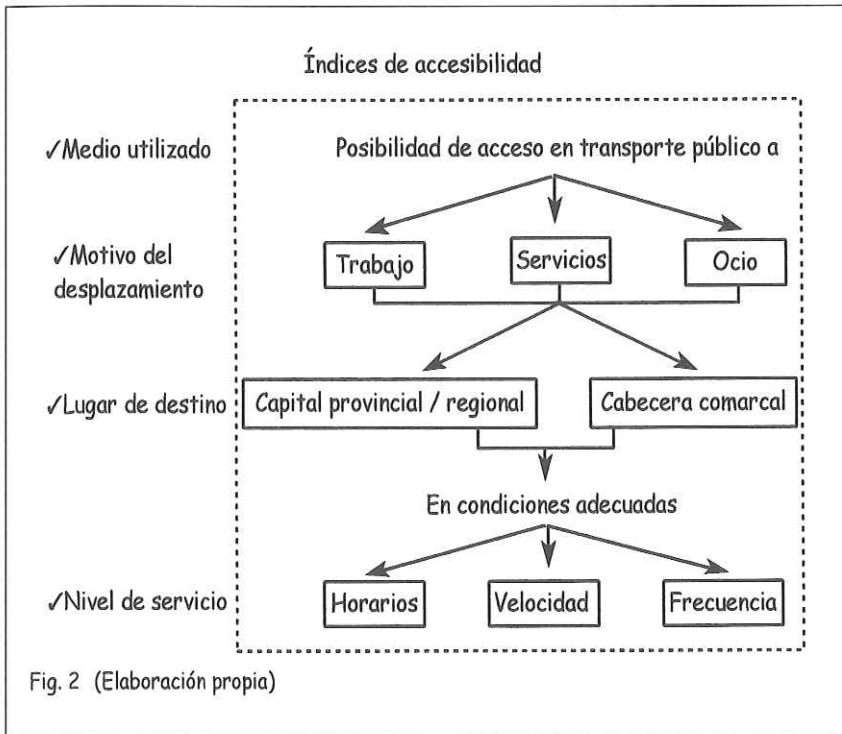 Índices de accesibilidad
✓Medio utilizado
Posibilidad de acceso en transporte público a
✓Motivo del
desplazamiento
Trabajo
Servicios
Ocio
✓Lugar de destino
Capital provincial / regional
Cabecera comarcal
En condiciones adecuadas
✓Nivel de servicio
Horarios
Velocidad
Frecuencia
Fig. 2 (Elaboración propia)